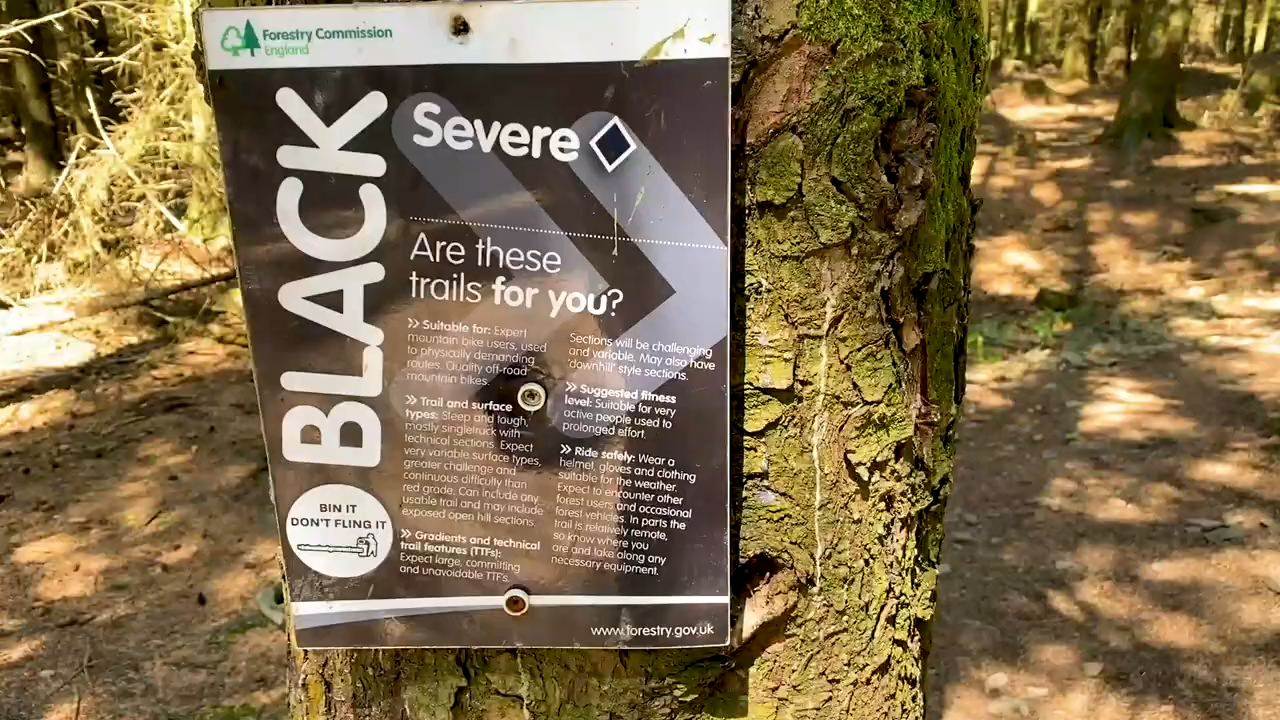 Forestry Commission
England
BLACK
Severe
Are these
trails for you?
» Suitable for: Expert
mountain bike users, used
to physically demanding
routes. Quality off-road
mountain bikes.
» Trail and surface
types: Steep and tough,
mostly singletrack with
technical sections. Expect
very variable surface types,
greater challenge and
continuous difficulty than
red grade. Can include any
usable trail and may include
exposed open hill sections.
» Gradients and technical
trail features (TTFs):
Expect large, committing
and unavoidable TTFs.
Sections will be challenging
and variable. May also have
'downhill' style sections.
» Suggested fitness
level: Suitable for very
active people used to
prolonged effort.
» Ride safely: Wear a
helmet, gloves and clothing
suitable for the weather.
Expect to encounter other
forest users and occasional
forest vehicles. In parts the
trail is relatively remote,
so know where you
are and take along any
necessary equipment.
BIN IT
DON'T FLING IT
www.forestry.gov.uk